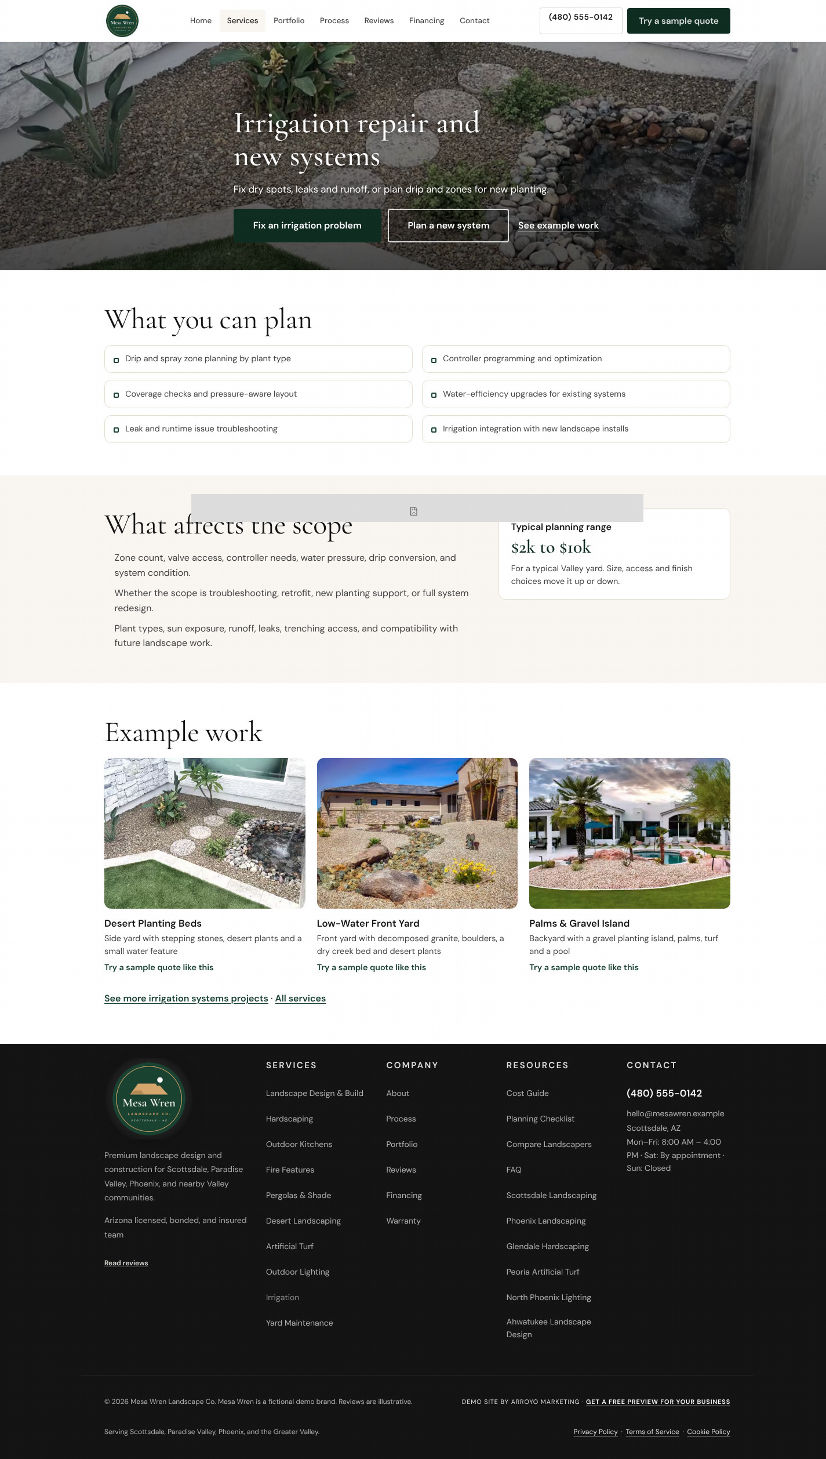 Mesa Wren
Home
Services
Portfolio
Process
Reviews
Financing
Contact
(480) 555-0142
Try a sample quote
Irrigation repair and
new systems
Fix dry spots, leaks and runoff, or plan drip and zones for new planting.
Fix an irrigation problem
Plan a new system
See example work
What you can plan
Drip and spray zone planning by plant type
Controller programming and optimization
Coverage checks and pressure-aware layout
Water-efficiency upgrades for existing systems
Leak and runtime issue troubleshooting
Irrigation integration with new landscape installs
What affects the scope
Zone count, valve access, controller needs, water pressure, drip conversion, and
system condition.
Whether the scope is troubleshooting, retrofit, new planting support, or full system
redesign.
Plant types, sun exposure, runoff, leaks, trenching access, and compatibility with
future landscape work.
Typical planning range
$2k to $10k
For a typical Valley yard. Size, access and finish
choices move it up or down.
Example work
Desert Planting Beds
Side yard with stepping stones, desert plants and a
small water feature
Try a sample quote like this
Low-Water Front Yard
Front yard with decomposed granite, boulders, a
dry creek bed and desert plants
Try a sample quote like this
Palms & Gravel Island
Backyard with a gravel planting island, palms, turf
and a pool
Try a sample quote like this
See more irrigation systems projects · All services
Mesa Wren
LANDSCAPE CO.
SCOTTSDALE · AZ
Premium landscape design and
construction for Scottsdale, Paradise
Valley, Phoenix, and nearby Valley
communities.
Arizona licensed, bonded, and insured
team
Read reviews
SERVICES
Landscape Design & Build
Hardscaping
Outdoor Kitchens
Fire Features
Pergolas & Shade
Desert Landscaping
Artificial Turf
Outdoor Lighting
Irrigation
Yard Maintenance
COMPANY
About
Process
Portfolio
Reviews
Financing
Warranty
RESOURCES
Cost Guide
Planning Checklist
Compare Landscapers
FAQ
Scottsdale Landscaping
Phoenix Landscaping
Glendale Hardscaping
Peoria Artificial Turf
North Phoenix Lighting
Ahwatukee Landscape
Design
CONTACT
(480) 555-0142
hello@mesawren.example
Scottsdale, AZ
Mon–Fri: 8:00 AM – 4:00
PM · Sat: By appointment ·
Sun: Closed
© 2026 Mesa Wren Landscape Co. Mesa Wren is a fictional demo brand. Reviews are illustrative.
DEMO SITE BY ARROYO MARKETING · GET A FREE PREVIEW FOR YOUR BUSINESS
Serving Scottsdale, Paradise Valley, Phoenix, and the Greater Valley.
Privacy Policy · Terms of Service · Cookie Policy